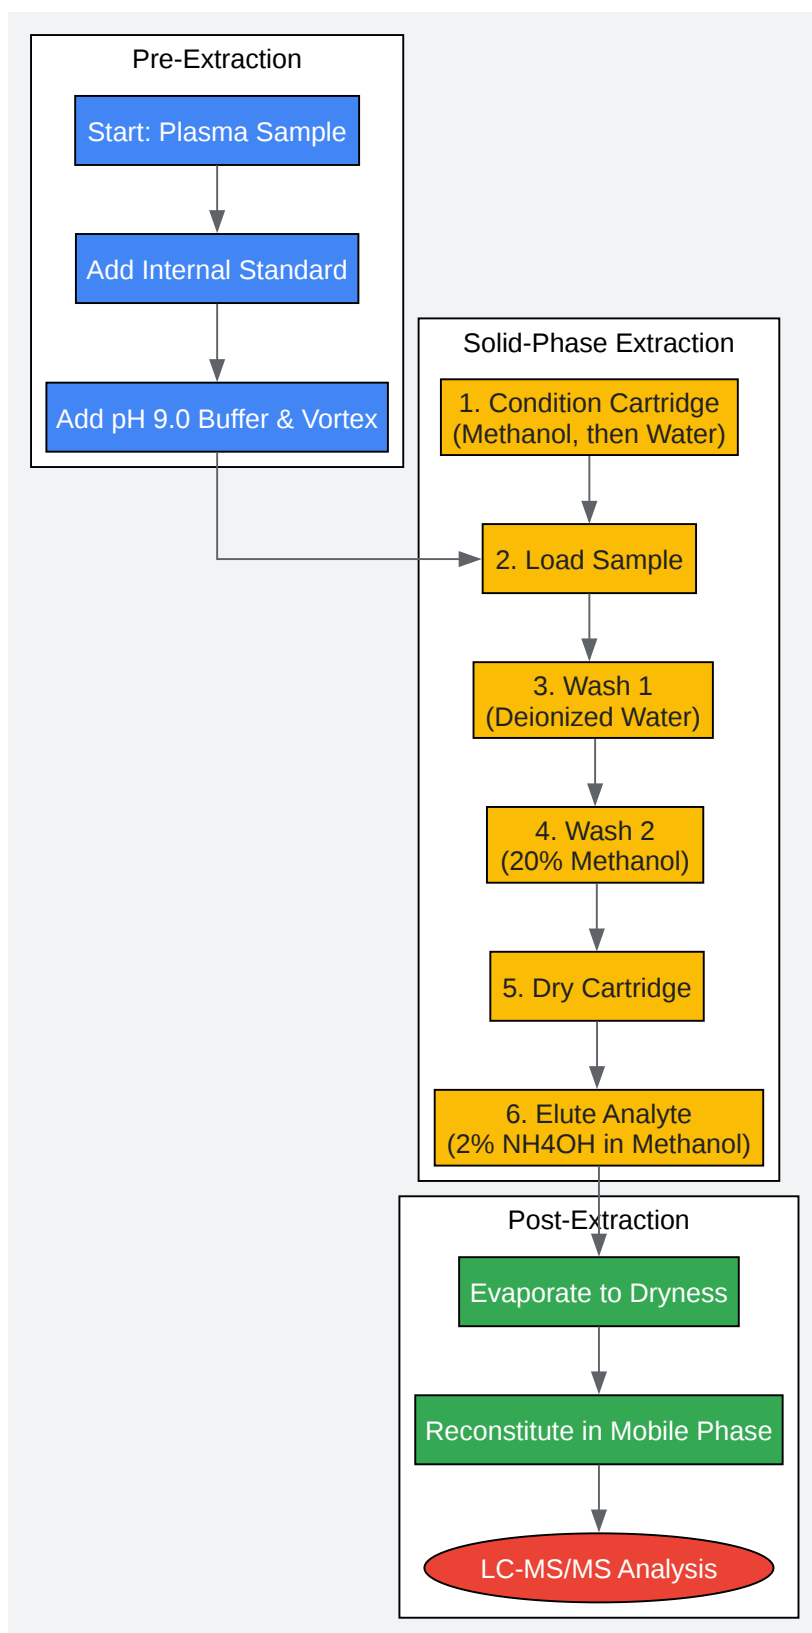 Pre-Extraction
Start: Plasma Sample
Add Internal Standard
Add pH 9.0 Buffer & Vortex
Solid-Phase Extraction
1. Condition Cartridge
(Methanol, then Water)
2. Load Sample
3. Wash 1
(Deionized Water)
4. Wash 2
(20% Methanol)
5. Dry Cartridge
6. Elute Analyte
(2% NH4OH in Methanol)
Post-Extraction
Evaporate to Dryness
Reconstitute in Mobile Phase
LC-MS/MS Analysis